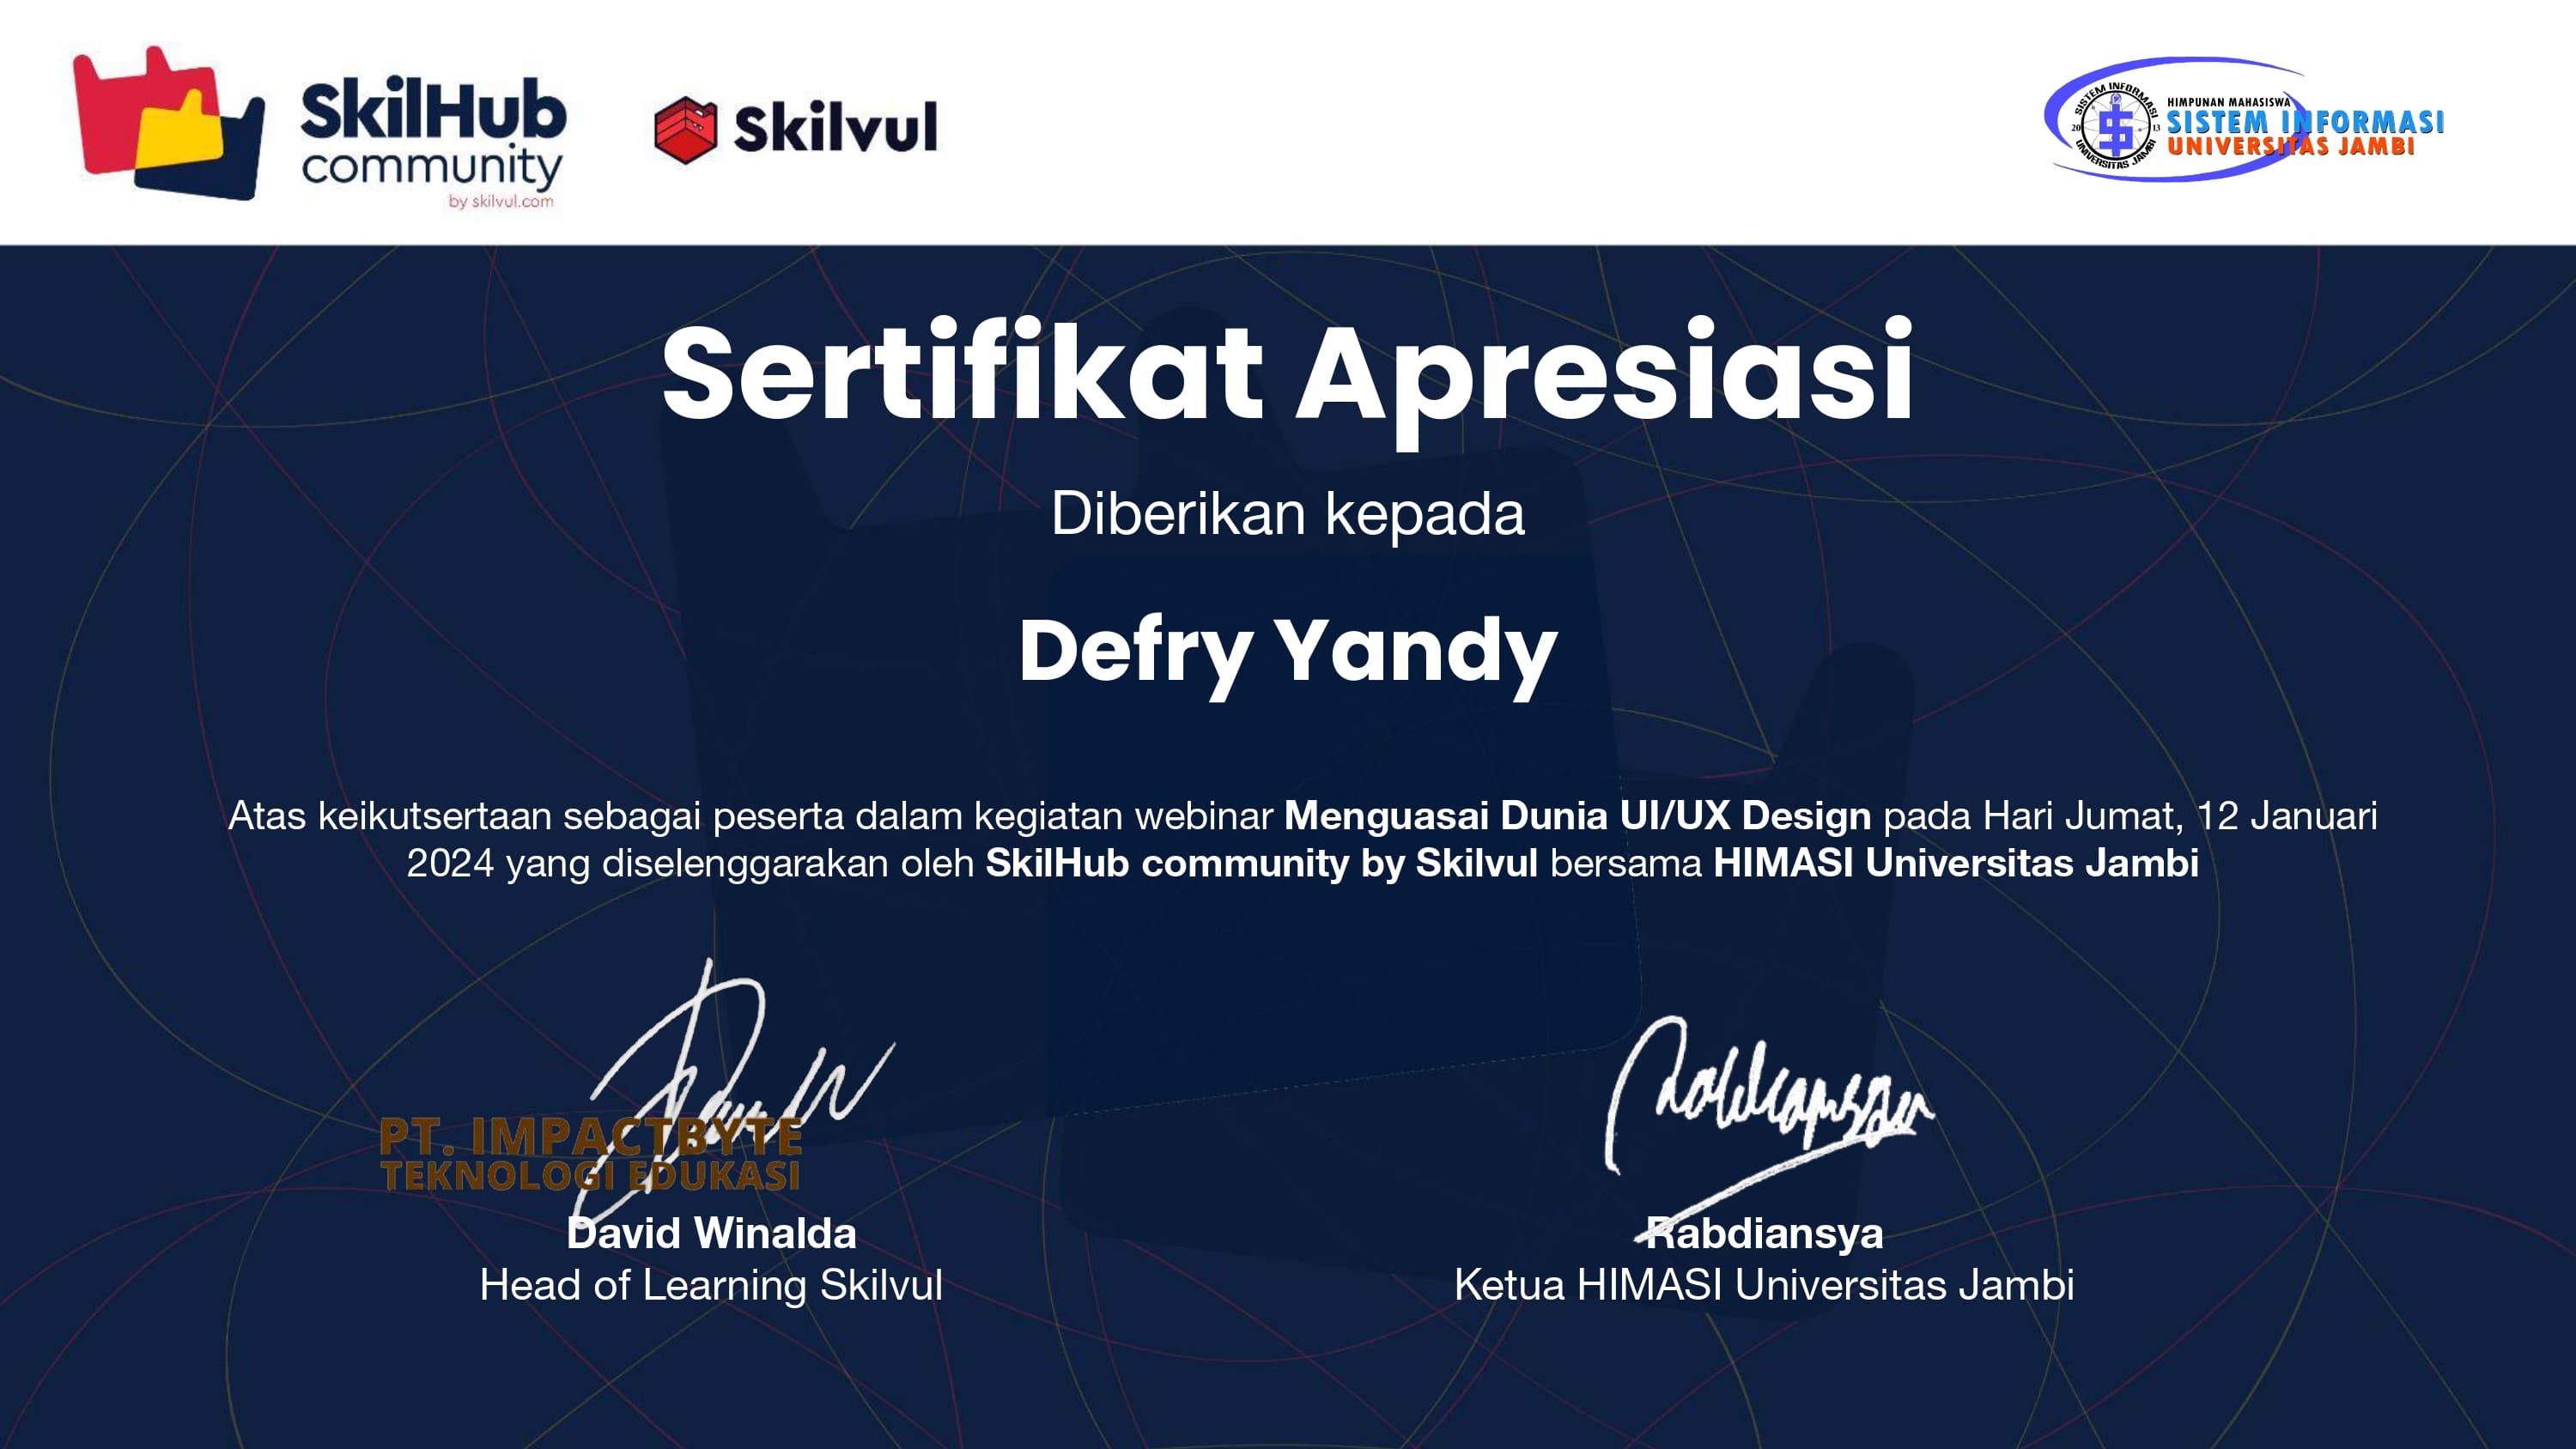 SkilHub
community
by skilvul.com
Skilvul
SISTEM INFORMASI
2013
UNIVERSITAS JAMBI
HIMPUNAN MAHASISWA
SISTEM INFORMASI
UNIVERSITAS JAMBI
Sertifikat Apresiasi
Diberikan kepada
Defry Yandy
Atas keikutsertaan sebagai peserta dalam kegiatan webinar Menguasai Dunia UI/UX Design pada Hari Jumat, 12 Januari
2024 yang diselenggarakan oleh SkilHub community by Skilvul bersama HIMASI Universitas Jambi
PT. IMPACTBYTE
TEKNOLOGI EDUKASI
David Winalda
Head of Learning Skilvul
Rabdiansya
Ketua HIMASI Universitas Jambi